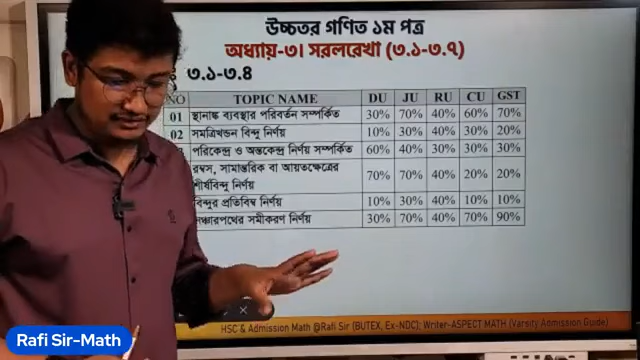 উচ্চতর গণিত ১ম পত্র
অধ্যায়-৩। সরলরেখা (৩.১-৩.৭)
৩.১-৩.৪
NO TOPIC NAME DU JU RU CU GST
01 স্থানাঙ্ক ব্যবস্থার পরিবর্তন সম্পর্কিত 30% 70% 40% 60% 70%
02 সমত্রিখন্ডন বিন্দু নির্ণয় 10% 30% 40% 30% 20%
পরিকেন্দ্র ও অন্তকেন্দ্র নির্ণয় সম্পর্কিত 60% 40% 30% 30% 30%
রম্বস, সামান্তরিক বা আয়তক্ষেত্রের
শীর্ষবিন্দু নির্ণয় 70% 70% 40% 20% 20%
বিন্দুর প্রতিবিম্ব নির্ণয় 10% 30% 40% 10% 10%
সঞ্চারপথের সমীকরণ নির্ণয় 30% 70% 40% 70% 90%
HSC & Admission Math @Rafi Sir (BUTEX, Ex-NDC); Writer-ASPECT MATH (Varsity Admission Guide)
Rafi Sir-Math